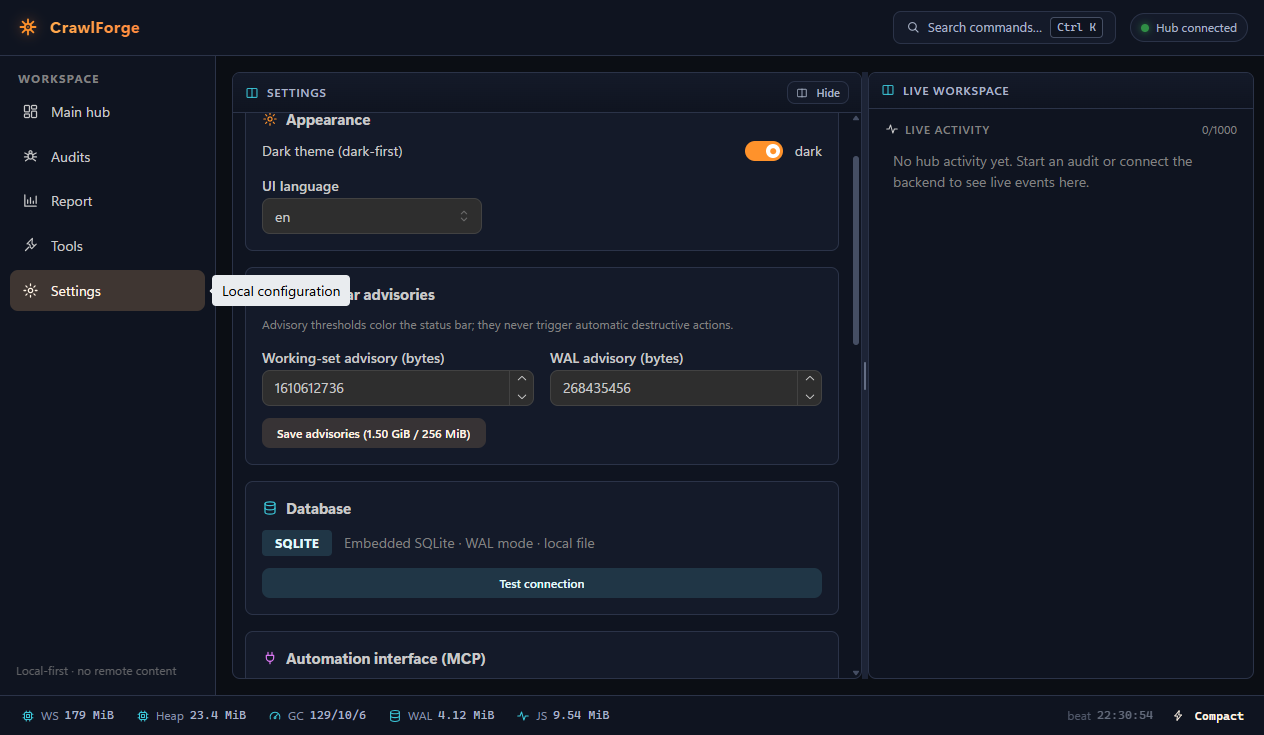 CrawlForge
Search commands... Ctrl K
Hub connected
WORKSPACE
Main hub
Audits
Report
Tools
Settings
Local configuration
Local-first · no remote content
SETTINGS
Hide
Appearance
Dark theme (dark-first)
dark
UI language
en
ar advisories
Advisory thresholds color the status bar; they never trigger automatic destructive actions.
Working-set advisory (bytes)
1610612736
WAL advisory (bytes)
268435456
Save advisories (1.50 GiB / 256 MiB)
Database
SQLITE
Embedded SQLite · WAL mode · local file
Test connection
Automation interface (MCP)
LIVE WORKSPACE
LIVE ACTIVITY
0/1000
No hub activity yet. Start an audit or connect the
backend to see live events here.
WS 179 MiB
Heap 23.4 MiB
GC 129/10/6
WAL 4.12 MiB
JS 9.54 MiB
beat 22:30:54
Compact